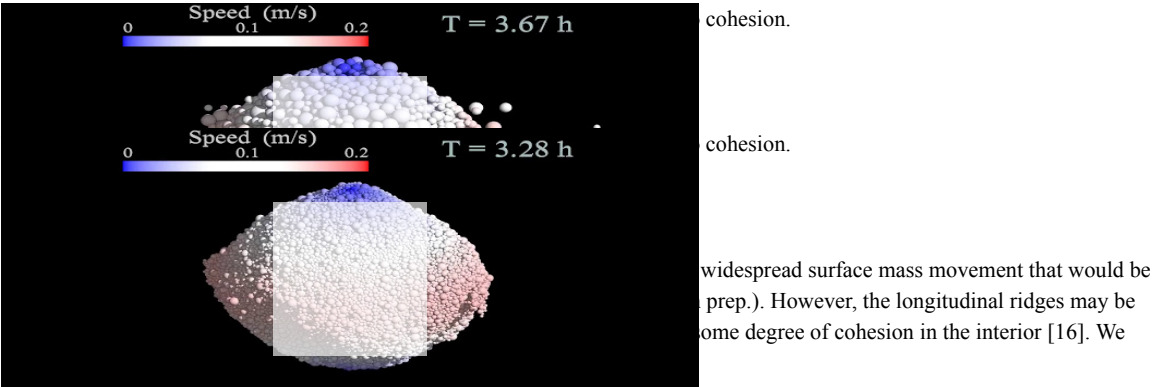 Speed (m/s)
0 0.1 0.2
T = 3.67 h
cohesion.
Speed (m/s)
0 0.1 0.2
T = 3.28 h
cohesion.
widespread surface mass movement that would be
prep.). However, the longitudinal ridges may be
some degree of cohesion in the interior [16]. We